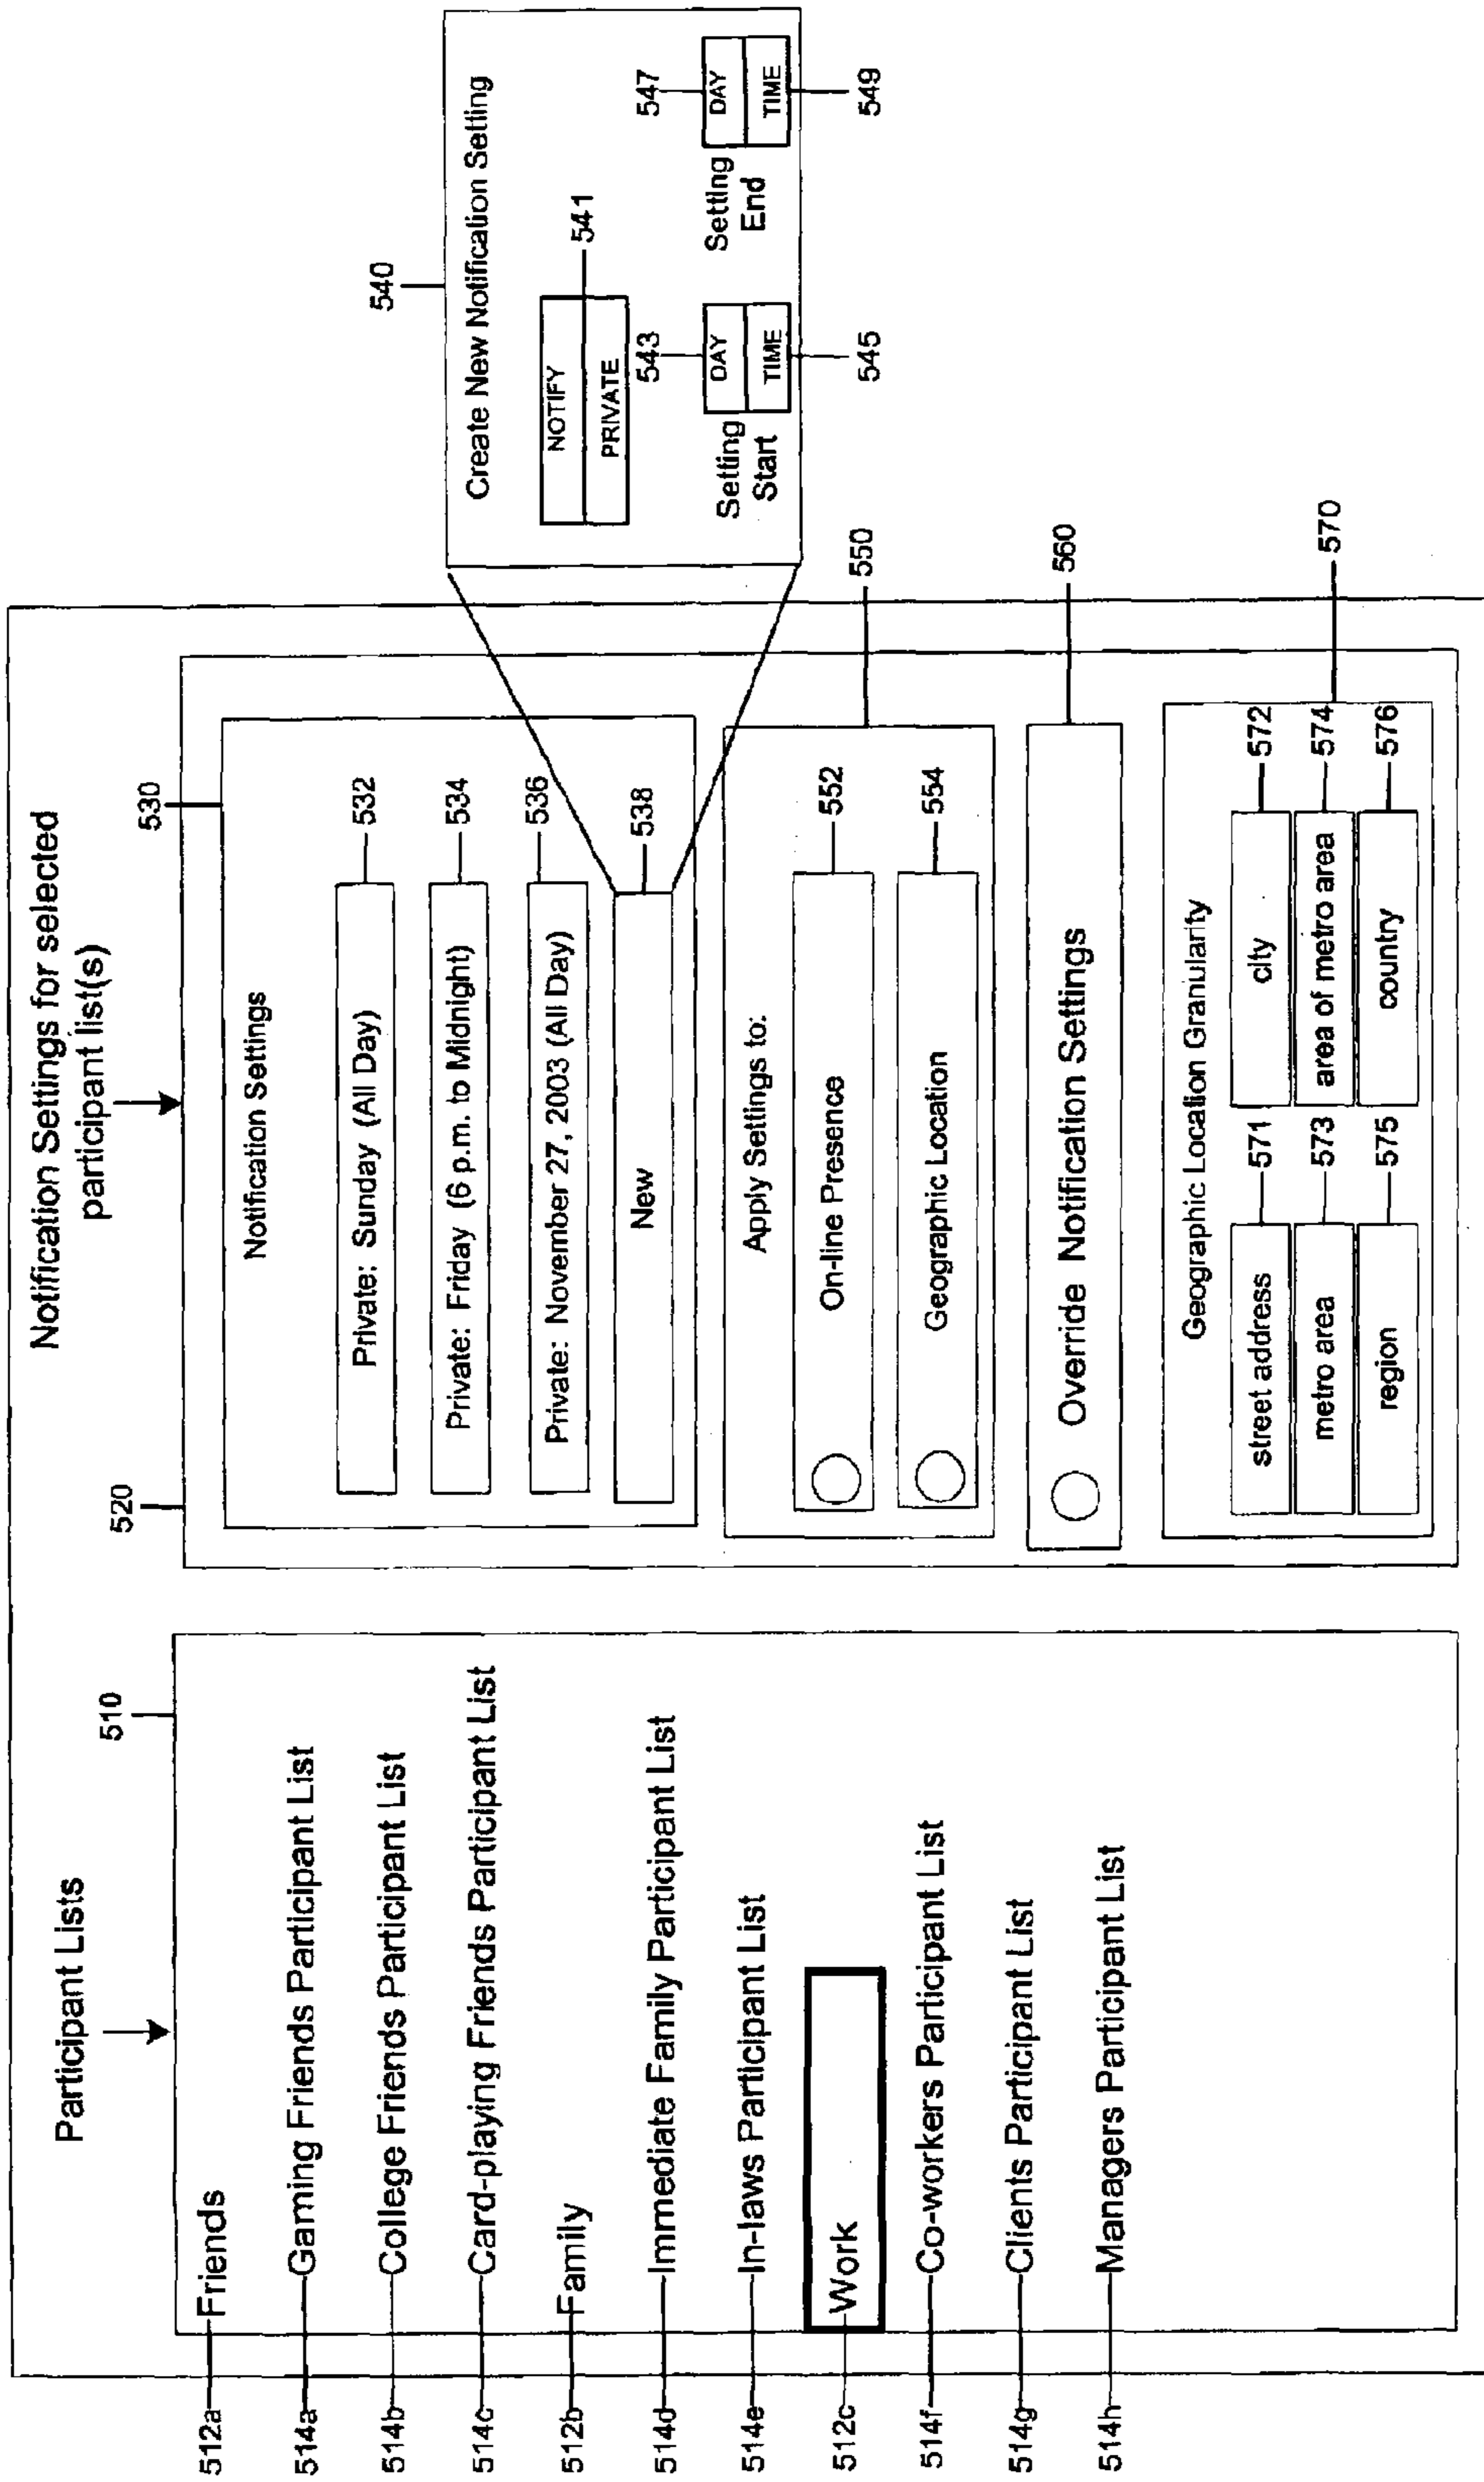 Participant Lists
510
512a
Friends
514a
Gaming Friends Participant List
514b
College Friends Participant List
514c
Card-playing Friends Participant List
512b
Family
514d
Immediate Family Participant List
514e
In-laws Participant List
512c
Work
514f
Co-workers Participant List
514g
Clients Participant List
514h
Managers Participant List
Notification Settings for selected
participant list(s)
520
530
Notification Settings
Private: Sunday (All Day)
532
Private: Friday (6 p.m. to Midnight)
534
Private: November 27, 2003 (All Day)
536
New
538
Apply Settings to:
550
On-line Presence
552
Geographic Location
554
Override Notification Settings
560
Geographic Location Granularity
570
street address
571
city
572
metro area
573
area of metro area
574
region
575
country
576
540
Create New Notification Setting
NOTIFY
PRIVATE
541
543
547
Setting
Start
DAY
TIME
Setting
End
DAY
TIME
545
549